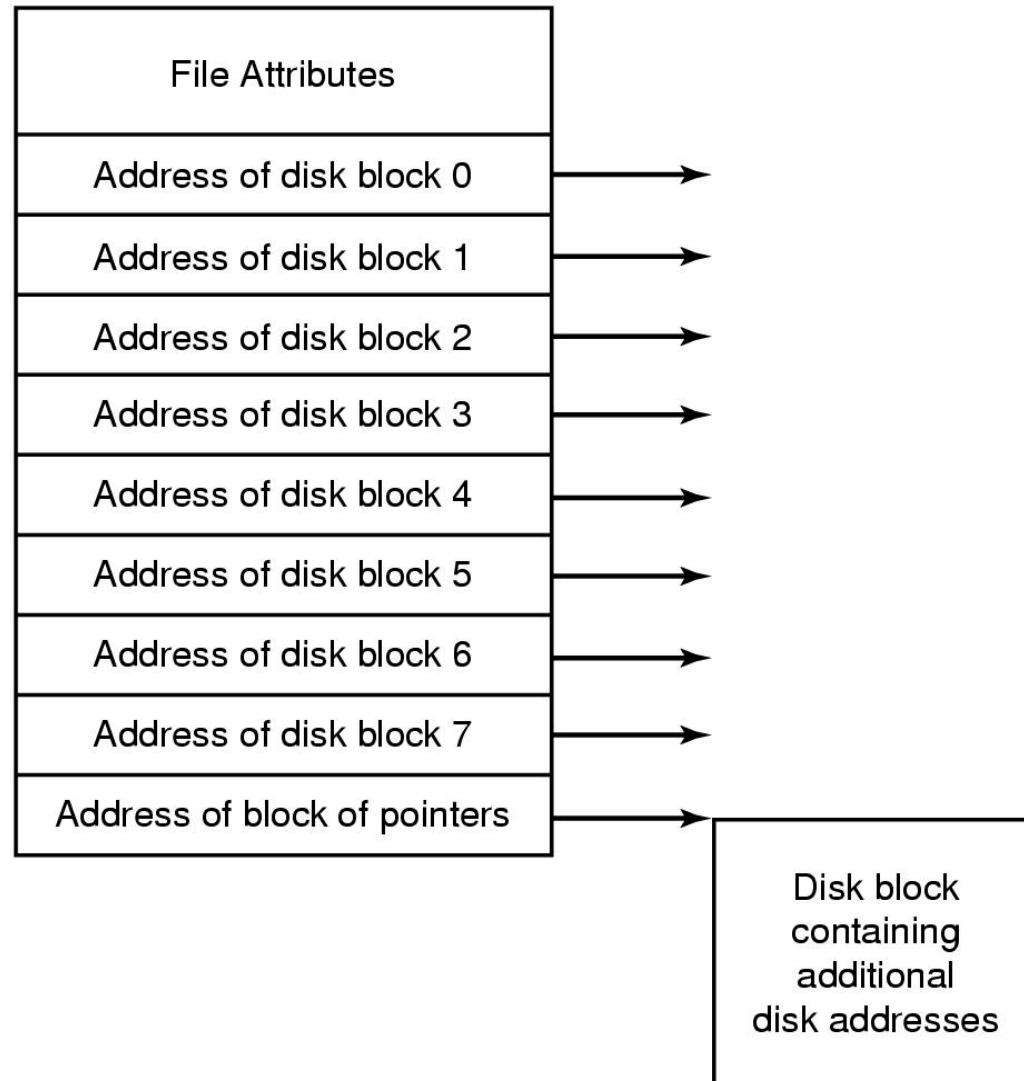 File Attributes
Address of disk block 0
Address of disk block 1
Address of disk block 2
Address of disk block 3
Address of disk block 4
Address of disk block 5
Address of disk block 6
Address of disk block 7
Address of block of pointers
Disk block
containing
additional
disk addresses